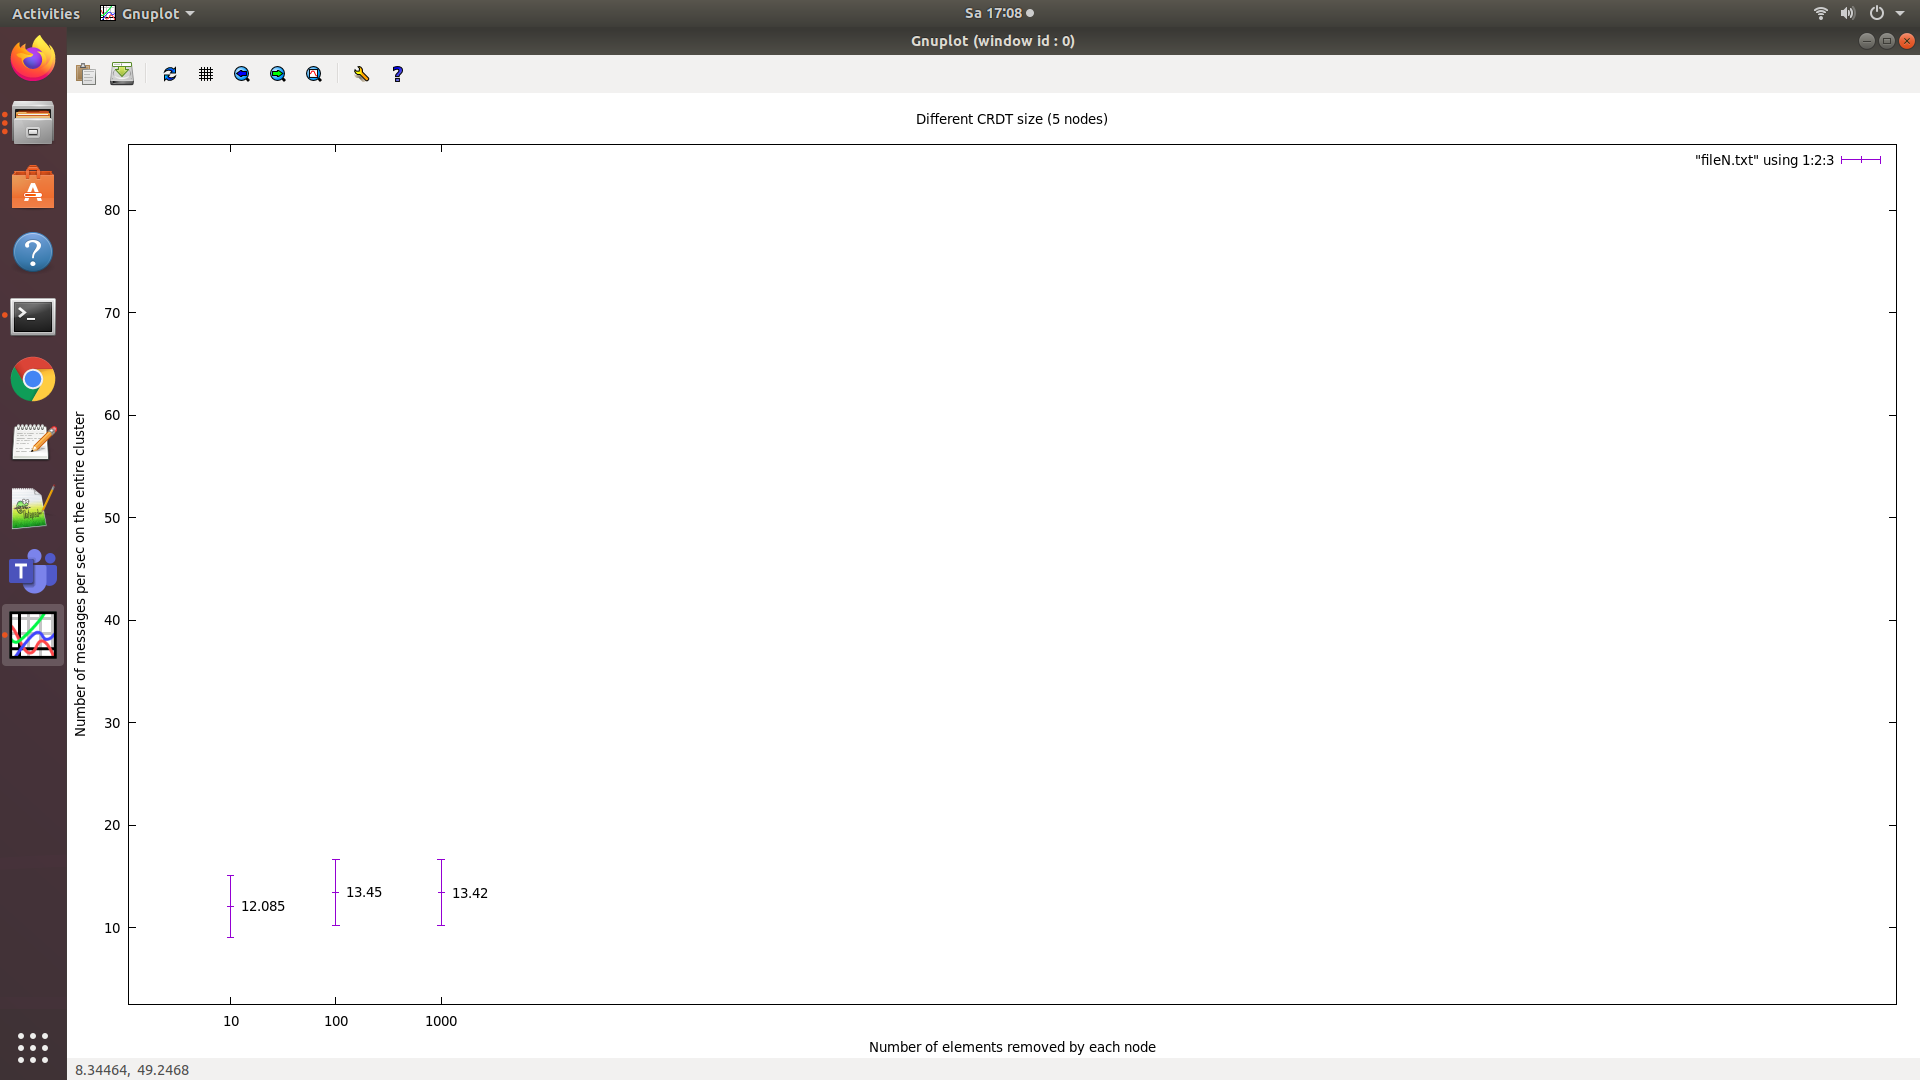 Activities
Gnuplot
Sa 17:08
Gnuplot (window id : 0)
Different CRDT size (5 nodes)
"fileN.txt" using 1:2:3
80
70
60
50
40
30
20
10
Number of messages per sec on the entire cluster
12.085
13.45
13.42
10
100
1000
Number of elements removed by each node
8.34464, 49.2468